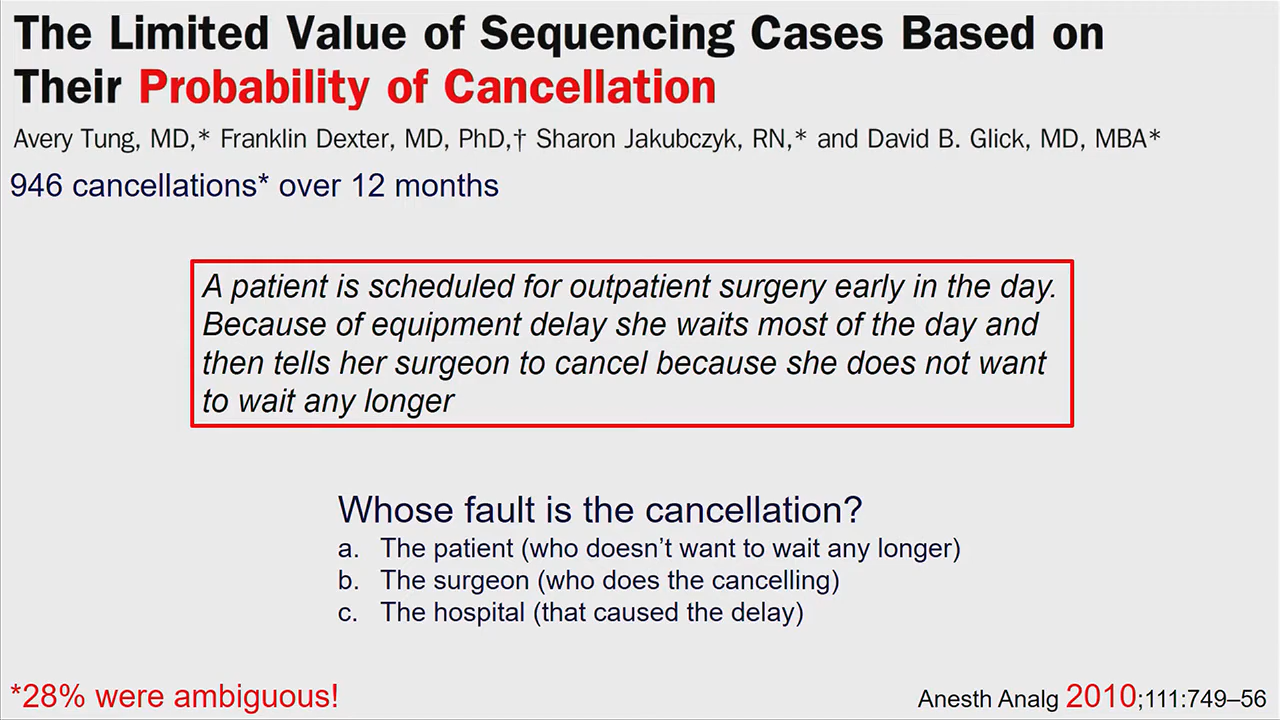 The Limited Value of Sequencing Cases Based on
Their Probability of Cancellation
Avery Tung, MD,* Franklin Dexter, MD, PhD,† Sharon Jakubczyk, RN,* and David B. Glick, MD, MBA*
946 cancellations* over 12 months
A patient is scheduled for outpatient surgery early in the day.
Because of equipment delay she waits most of the day and
then tells her surgeon to cancel because she does not want
to wait any longer
Whose fault is the cancellation?
a. The patient (who doesn’t want to wait any longer)
b. The surgeon (who does the cancelling)
c. The hospital (that caused the delay)
*28% were ambiguous!
Anesth Analg 2010;111:749–56